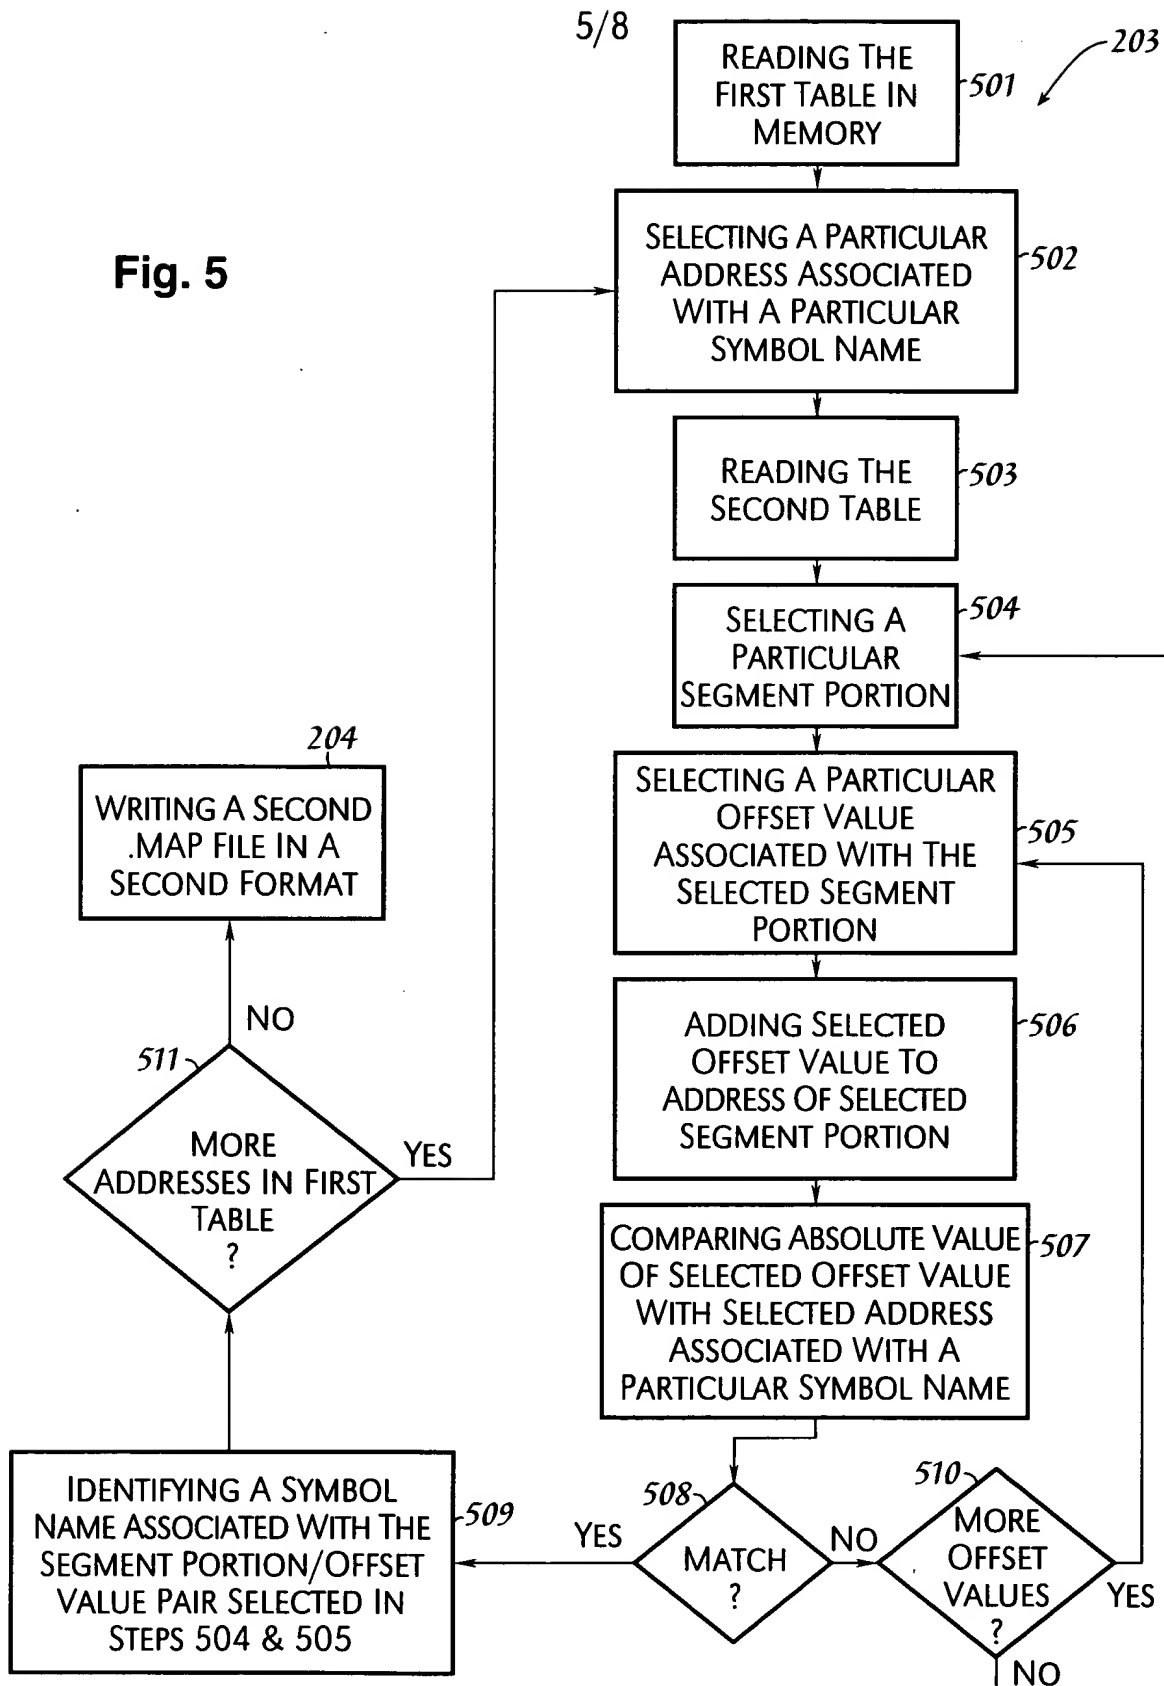 5/8
203
READING THE
FIRST TABLE IN
MEMORY
501
Fig. 5
SELECTING A PARTICULAR
ADDRESS ASSOCIATED
WITH A PARTICULAR
SYMBOL NAME
502
READING THE
SECOND TABLE
503
SELECTING A
PARTICULAR
SEGMENT PORTION
504
204
WRITING A SECOND
.MAP FILE IN A
SECOND FORMAT
SELECTING A PARTICULAR
OFFSET VALUE
ASSOCIATED WITH THE
SELECTED SEGMENT
PORTION
505
ADDING SELECTED
OFFSET VALUE TO
ADDRESS OF SELECTED
SEGMENT PORTION
506
NO
511
MORE
ADDRESSES IN FIRST
TABLE
?
YES
COMPARING ABSOLUTE VALUE
OF SELECTED OFFSET VALUE
WITH SELECTED ADDRESS
ASSOCIATED WITH A
PARTICULAR SYMBOL NAME
507
IDENTIFYING A SYMBOL
NAME ASSOCIATED WITH THE
SEGMENT PORTION/OFFSET
VALUE PAIR SELECTED IN
STEPS 504 & 505
509
YES
508
MATCH
?
NO
510
MORE
OFFSET
VALUES
?
YES
NO